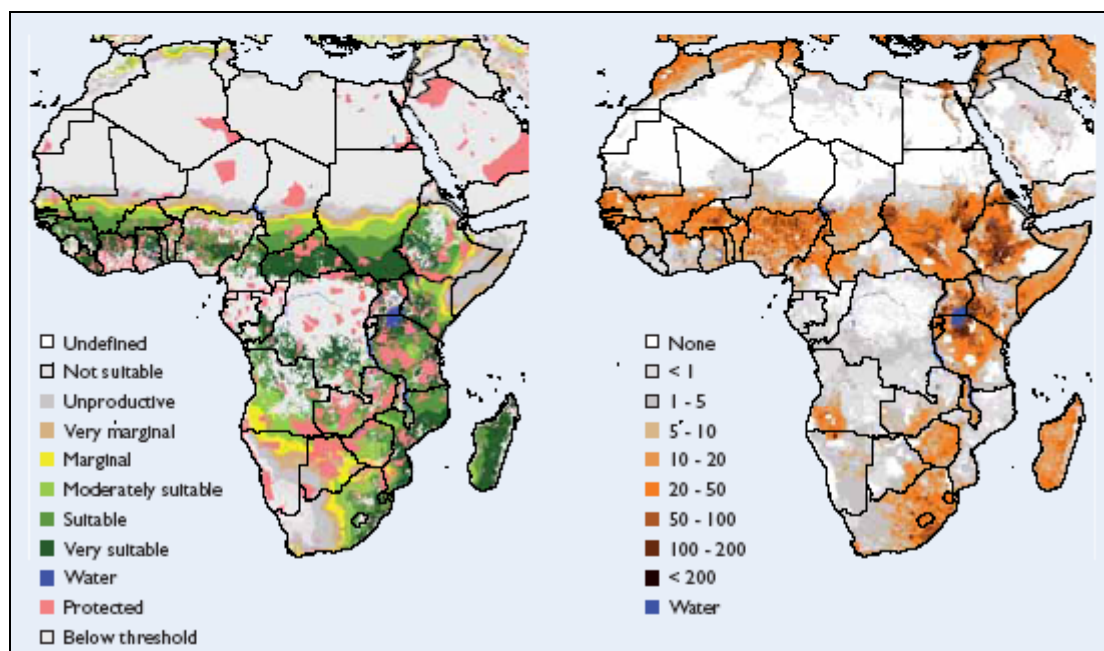 Undefined
Not suitable
Unproductive
Very marginal
Marginal
Moderately suitable
Suitable
Very suitable
Water
Protected
Below threshold
None
< 1
1 - 5
5 - 10
10 - 20
20 - 50
50 - 100
100 - 200
< 200
Water